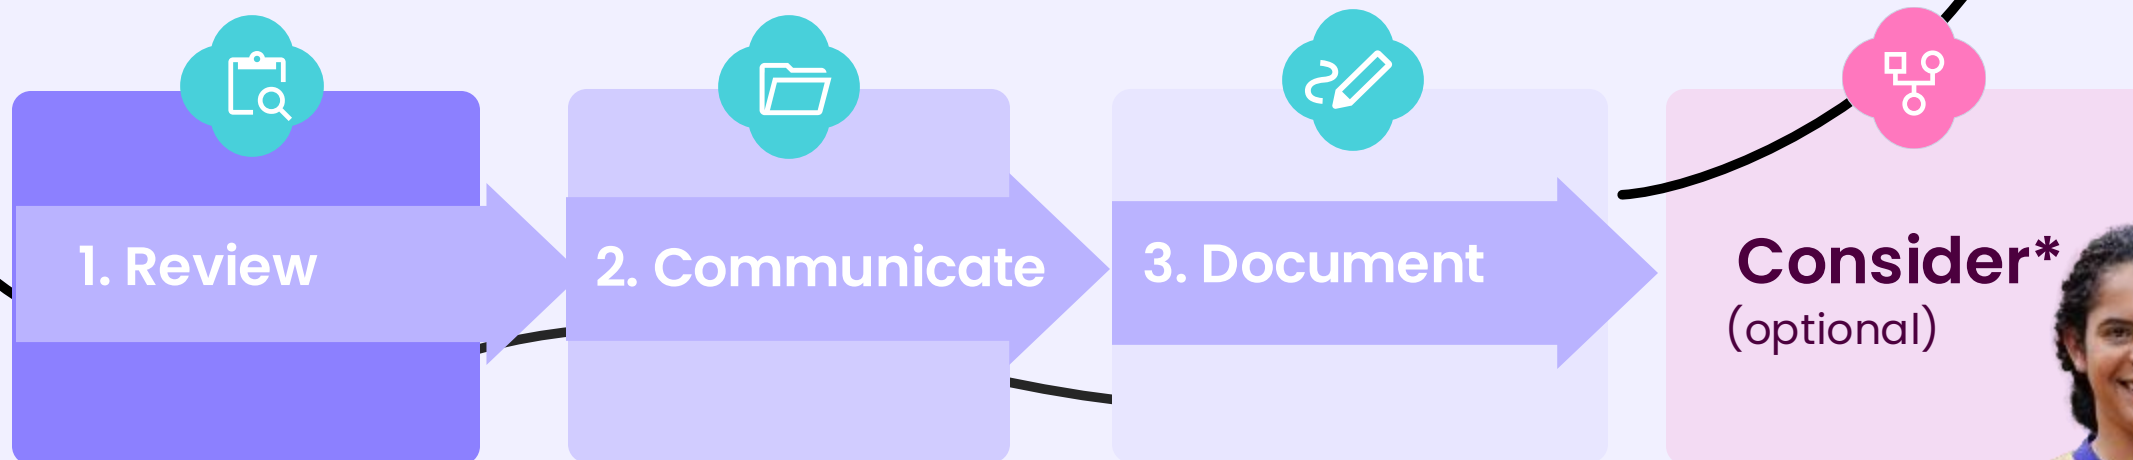 1. Review
2. Communicate
3. Document
Consider*
(optional)